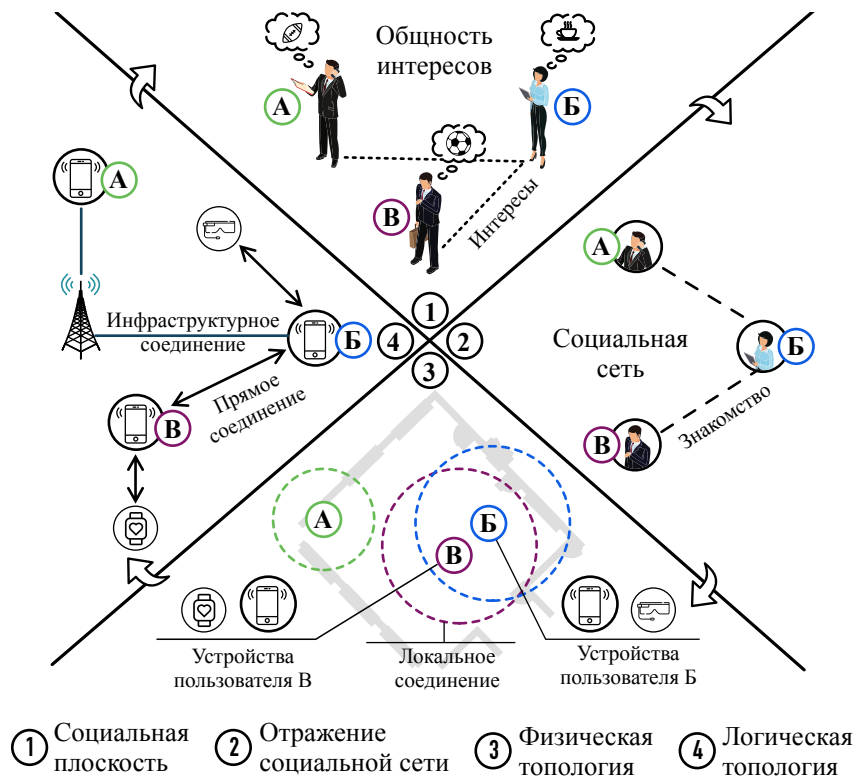 Общность
интересов
А
Б
В
Интересы
А
Инфраструктурное
соединение
Б
Прямое
соединение
В
1
4
2
3
А
Социальная
сеть
Б
Знакомство
В
А
Б
В
Устройства
пользователя В
Локальное
соединение
Устройства
пользователя Б
1 Социальная
плоскость
2 Отражение
социальной сети
3 Физическая
топология
4 Логическая
топология